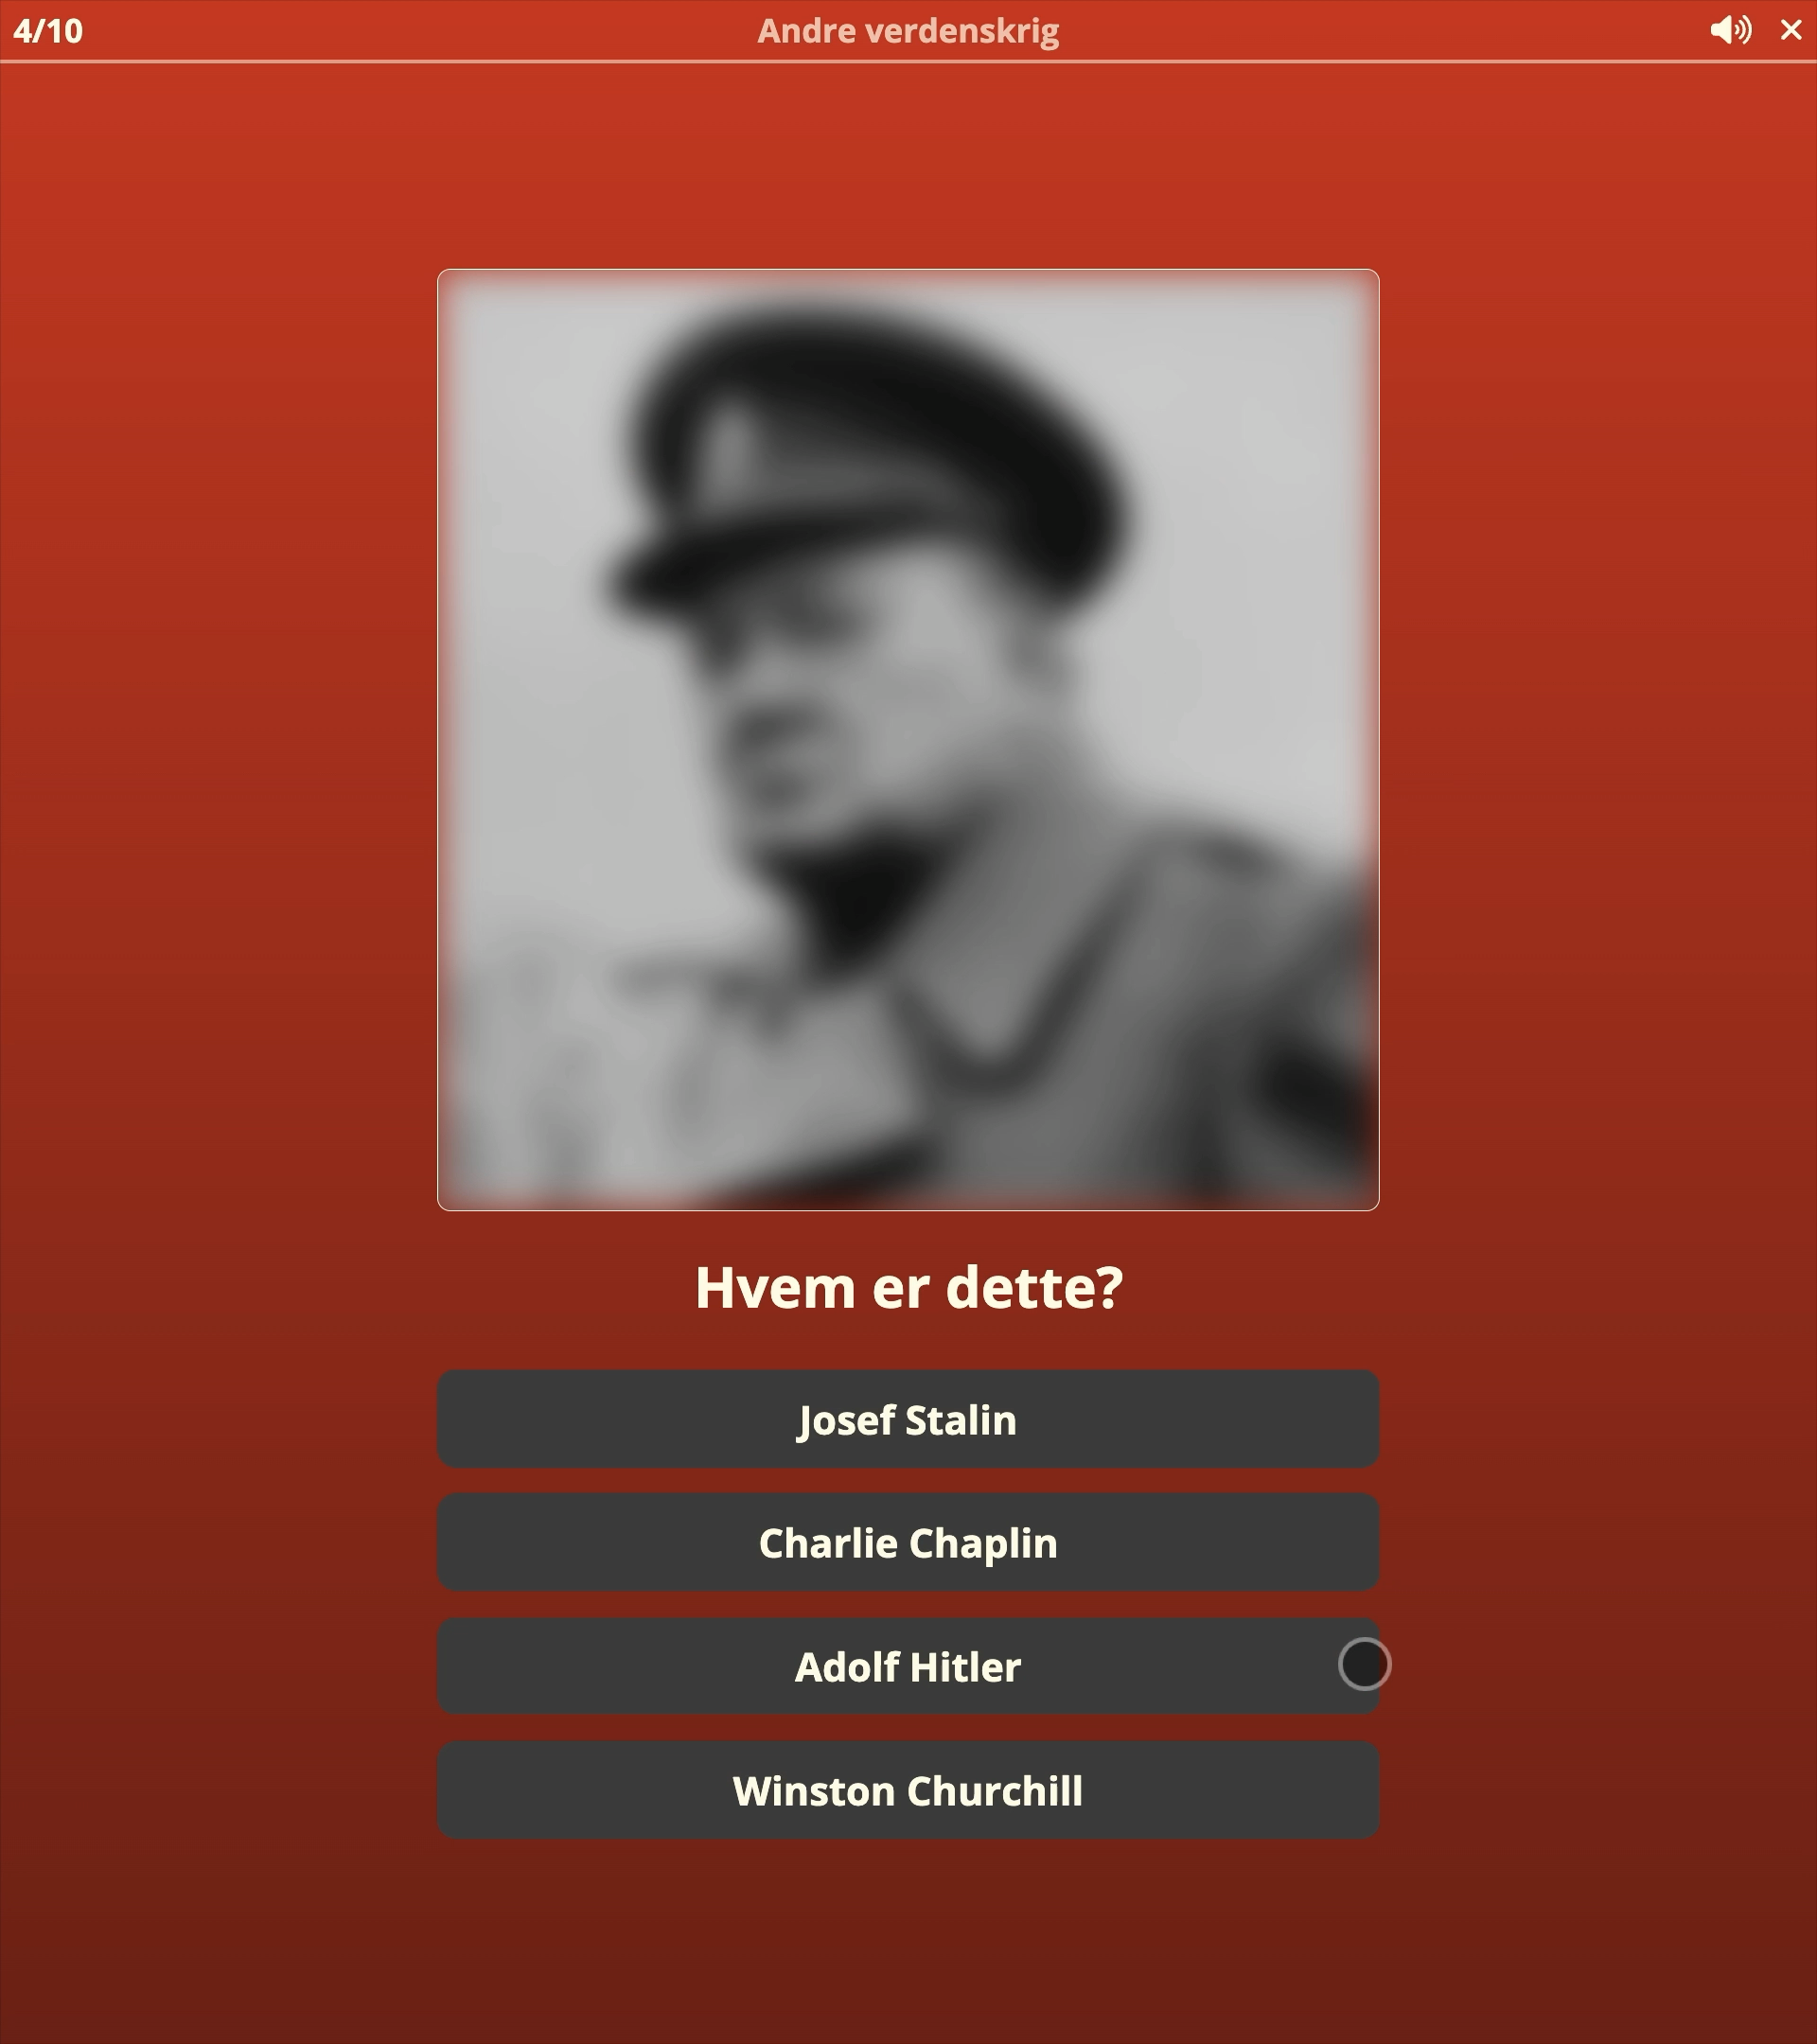 4/10
Andre verdenskrig
Hvem er dette?
Josef Stalin
Charlie Chaplin
Adolf Hitler
Winston Churchill